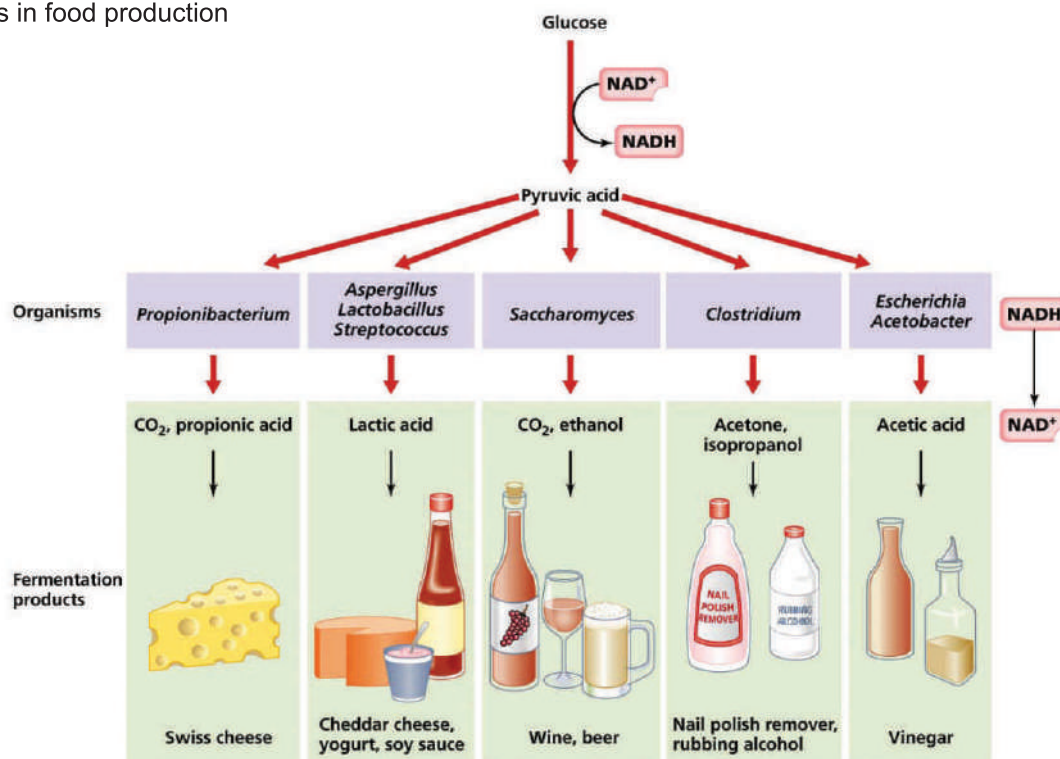 s in food production
Glucose
NAD+
NADH
Pyruvic acid
Organisms
Propionibacterium
Aspergillus
Lactobacillus
Streptococcus
Saccharomyces
Clostridium
Escherichia
Acetobacter
NADH
CO₂, propionic acid
Lactic acid
CO₂, ethanol
Acetone,
isopropanol
Acetic acid
NAD+
Fermentation
products
NAIL
POLISH
REMOVER
RUBBING
ALCOHOL
Swiss cheese
Cheddar cheese,
yogurt, soy sauce
Wine, beer
Nail polish remover,
rubbing alcohol
Vinegar